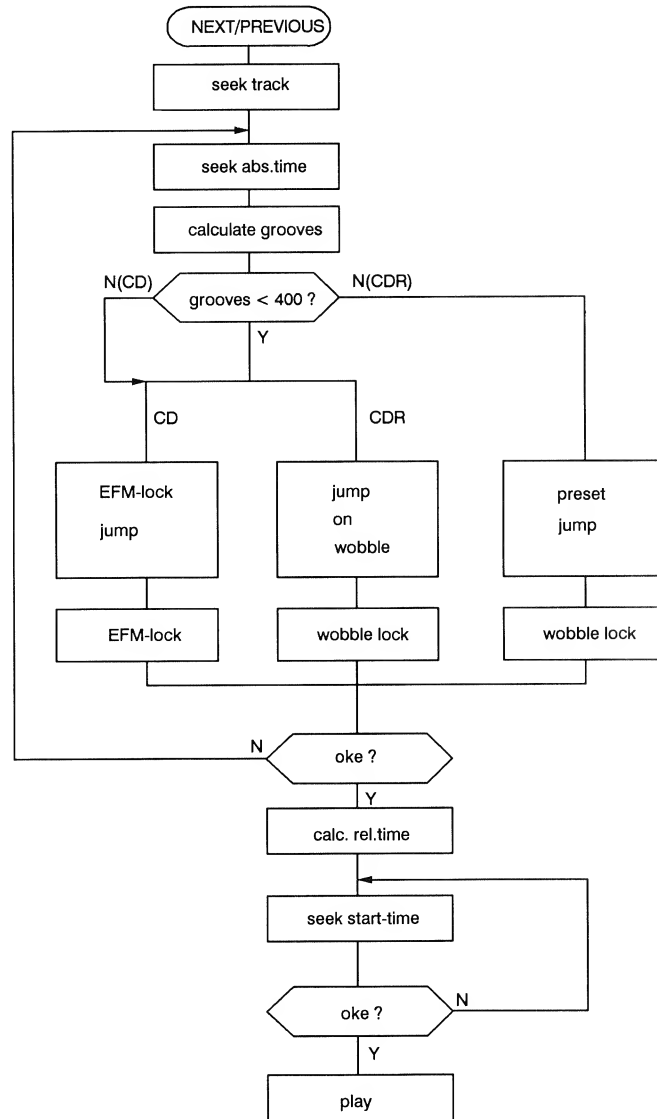 NEXT/PREVIOUS
seek track
seek abs.time
calculate grooves
N(CD)
grooves < 400 ?
N(CDR)
Y
CD
CDR
EFM-lock
jump
jump
on
wobble
preset
jump
EFM-lock
wobble lock
wobble lock
N
oke ?
Y
calc. rel.time
seek start-time
oke ?
N
Y
play